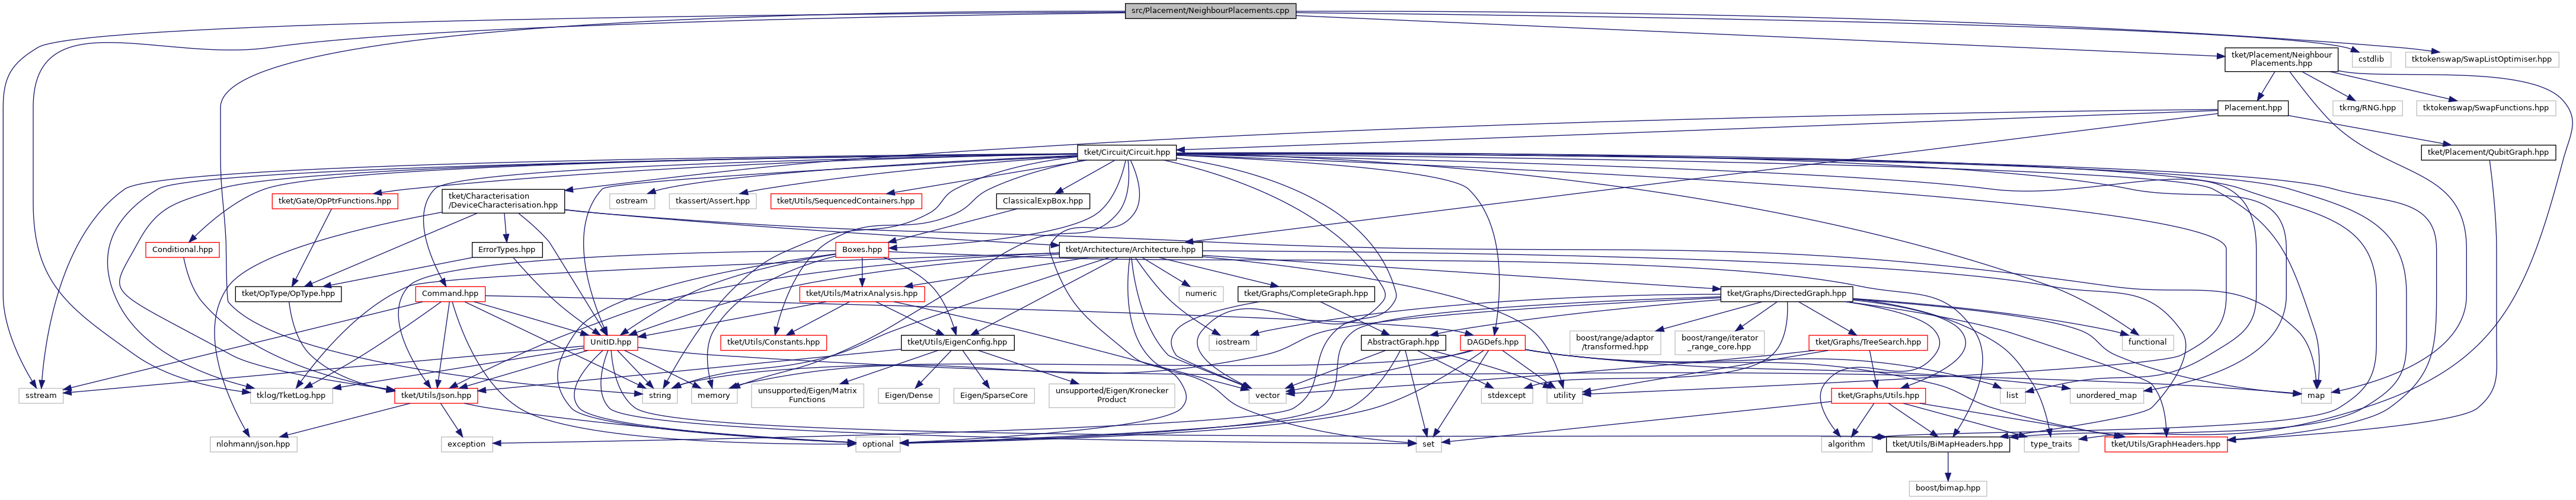 src/Placement/NeighbourPlacements.cpp
tket/Placement/Neighbour
Placements.hpp
cstdlib
tktokenswap/SwapListOptimiser.hpp
Placement.hpp
tkrng/RNG.hpp
tktokenswap/SwapFunctions.hpp
tket/Circuit/Circuit.hpp
tket/Placement/QubitGraph.hpp
tket/Gate/OpPtrFunctions.hpp
tket/Characterisation
/DeviceCharacterisation.hpp
ostream
tkassert/Assert.hpp
tket/Utils/SequencedContainers.hpp
ClassicalExpBox.hpp
Conditional.hpp
ErrorTypes.hpp
Boxes.hpp
tket/Architecture/Architecture.hpp
tket/OpType/OpType.hpp
Command.hpp
tket/Utils/MatrixAnalysis.hpp
numeric
tket/Graphs/CompleteGraph.hpp
tket/Graphs/DirectedGraph.hpp
UnitID.hpp
tket/Utils/Constants.hpp
tket/Utils/EigenConfig.hpp
iostream
AbstractGraph.hpp
DAGDefs.hpp
boost/range/adaptor
/transformed.hpp
boost/range/iterator
_range_core.hpp
tket/Graphs/TreeSearch.hpp
functional
sstream
tklog/TketLog.hpp
tket/Utils/Json.hpp
string
memory
unsupported/Eigen/Matrix
Functions
Eigen/Dense
Eigen/SparseCore
unsupported/Eigen/Kronecker
Product
vector
stdexcept
utility
tket/Graphs/Utils.hpp
list
unordered_map
map
nlohmann/json.hpp
exception
optional
set
algorithm
tket/Utils/BiMapHeaders.hpp
type_traits
tket/Utils/GraphHeaders.hpp
boost/bimap.hpp